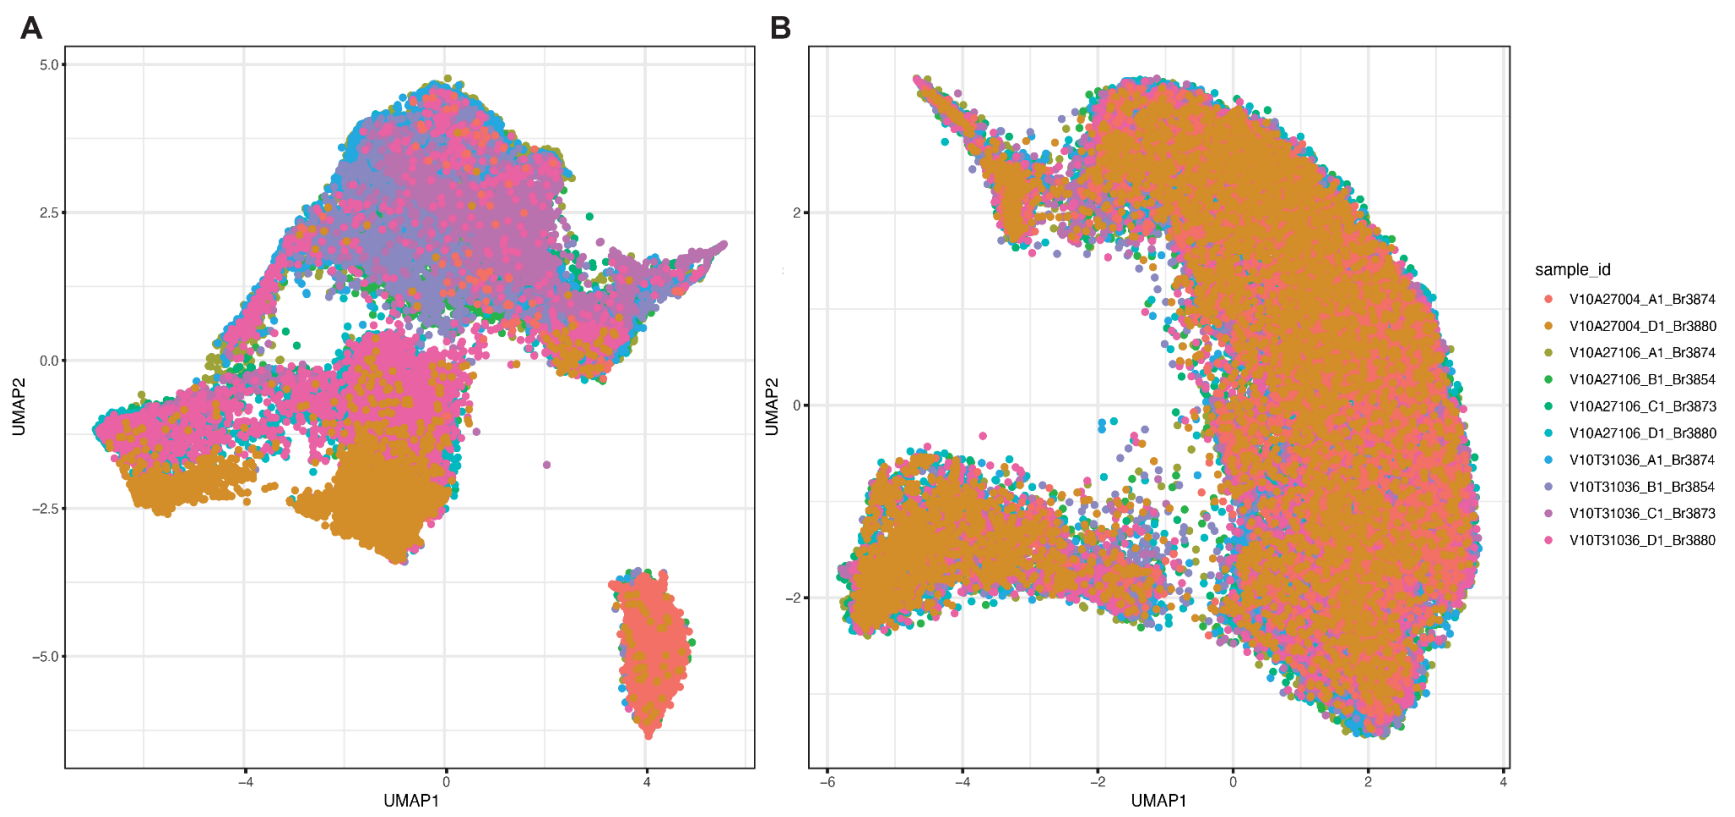 A
B
5.0
2.5
0.0
−2.5
−5.0
UMAP2
−4
0
4
UMAP1
2
0
−2
UMAP2
−6
−4
−2
0
2
4
UMAP1
sample_id
V10A27004_A1_Br3874
V10A27004_D1_Br3880
V10A27106_A1_Br3874
V10A27106_B1_Br3854
V10A27106_C1_Br3873
V10A27106_D1_Br3880
V10T31036_A1_Br3874
V10T31036_B1_Br3854
V10T31036_C1_Br3873
V10T31036_D1_Br3880